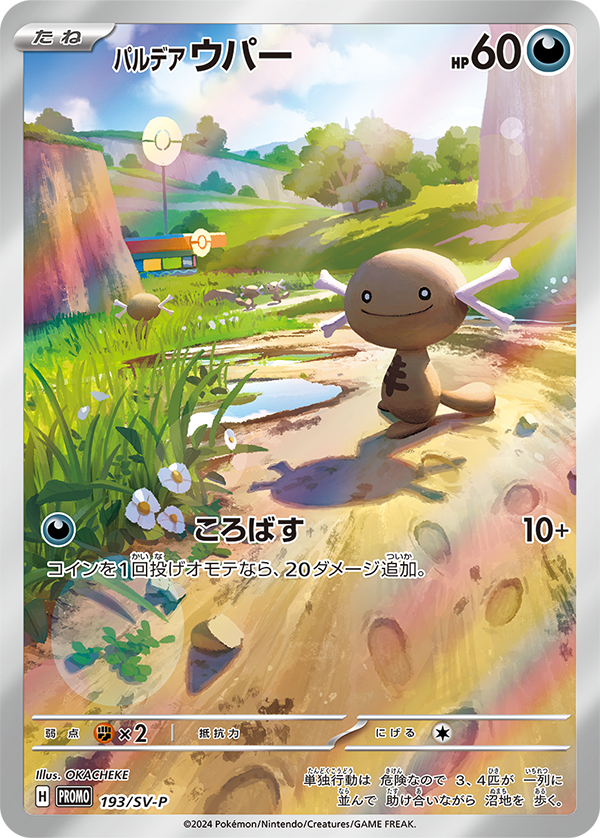 たね
パルデア ウパー
HP60
ころばす 10+
コインを1回投げオモテなら、20ダメージ追加。
弱点 ×2 抵抗力 にげる
Illus. OKACHEKE
H PROMO 193/SV-P
単独行動は 危険なので 3、4匹が 一列に
並んで 助け合いながら 沼地を 歩く。
©2024 Pokémon/Nintendo/Creatures/GAME FREAK.